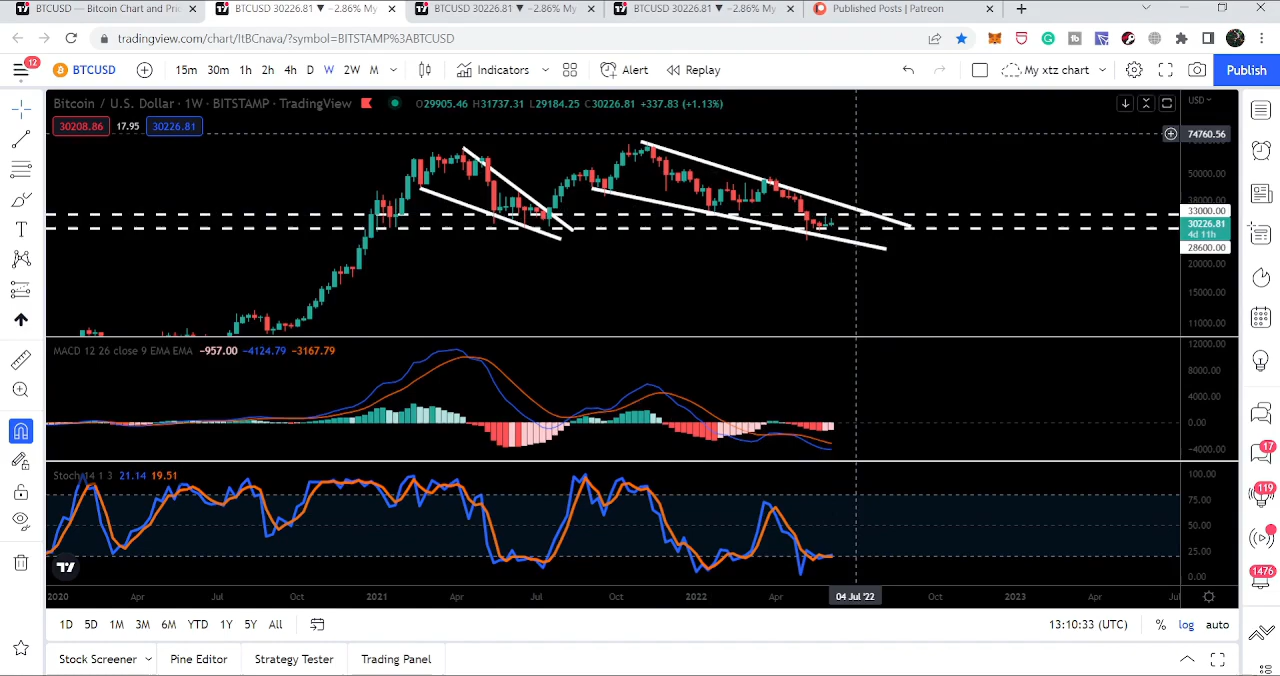 BTCUSD — Bitcoin Chart and Pric
BTCUSD 30226.81 ▼ −2.86% My
BTCUSD 30226.81 ▼ −2.86% My
BTCUSD 30226.81 ▼ −2.86% My
Published Posts | Patreon
tradingview.com/chart/ItBCnava/?symbol=BITSTAMP%3ABTCUSD
12
BTCUSD 15m 30m 1h 2h 4h D W 2W M Indicators Alert Replay My xtz chart Publish
Bitcoin / U.S. Dollar · 1W · BITSTAMP · TradingView O29905.46 H31737.31 L29184.25 C30226.81 +337.83 (+1.13%)
USD
30208.86 17.95 30226.81
74760.56
50000.00
38000.00
33000.00
30226.81
4d 11h
28600.00
20000.00
15000.00
11000.00
MACD 12 26 close 9 EMA EMA −957.00 −4124.79 −3167.79
12000.00
8000.00
4000.00
0.00
−4000.00
Stoch 14 1 3 21.14 19.51
100.00
75.00
50.00
25.00
0.00
17
119
1476
2020 Apr Jul Oct 2021 Apr Jul Oct 2022 Apr 04 Jul '22 Oct 2023 Apr Jul
1D 5D 1M 3M 6M YTD 1Y 5Y All 13:10:33 (UTC) % log auto
Stock Screener Pine Editor Strategy Tester Trading Panel